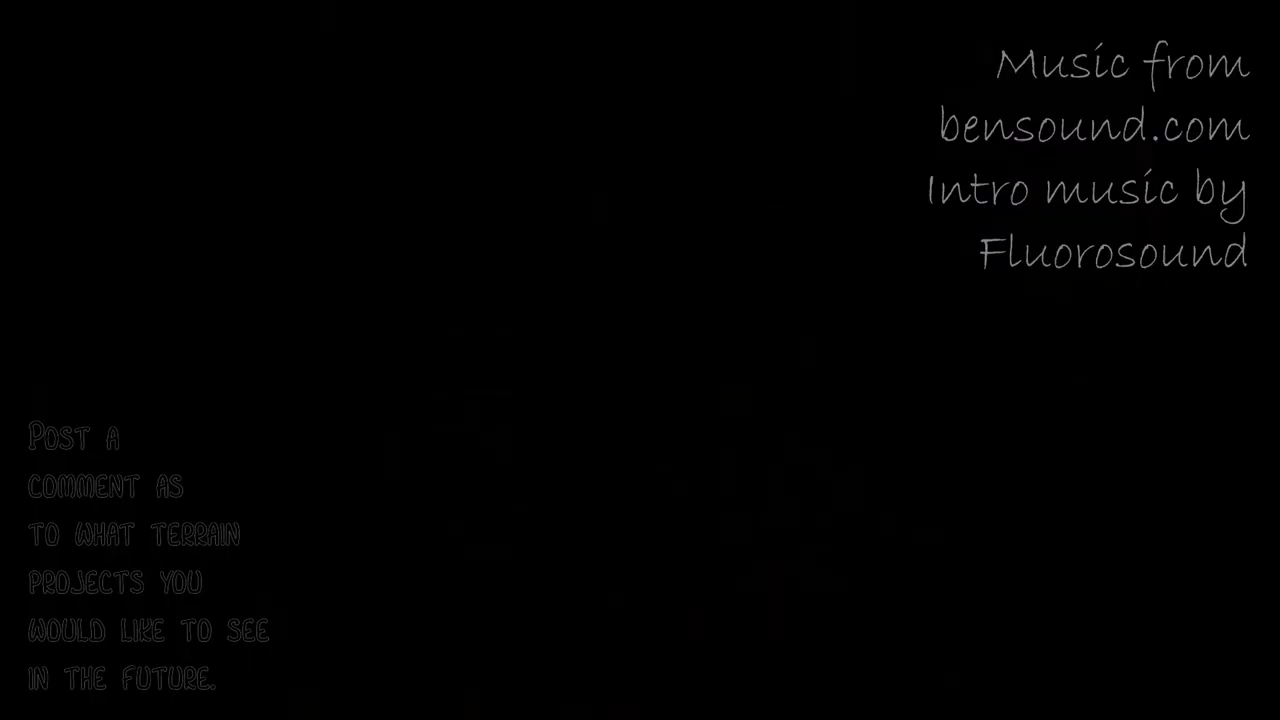 Music from
bensound.com
Intro music by
Fluorosound
POST A
COMMENT AS
TO WHAT TERRAIN
PROJECTS YOU
WOULD LIKE TO SEE
IN THE FUTURE.